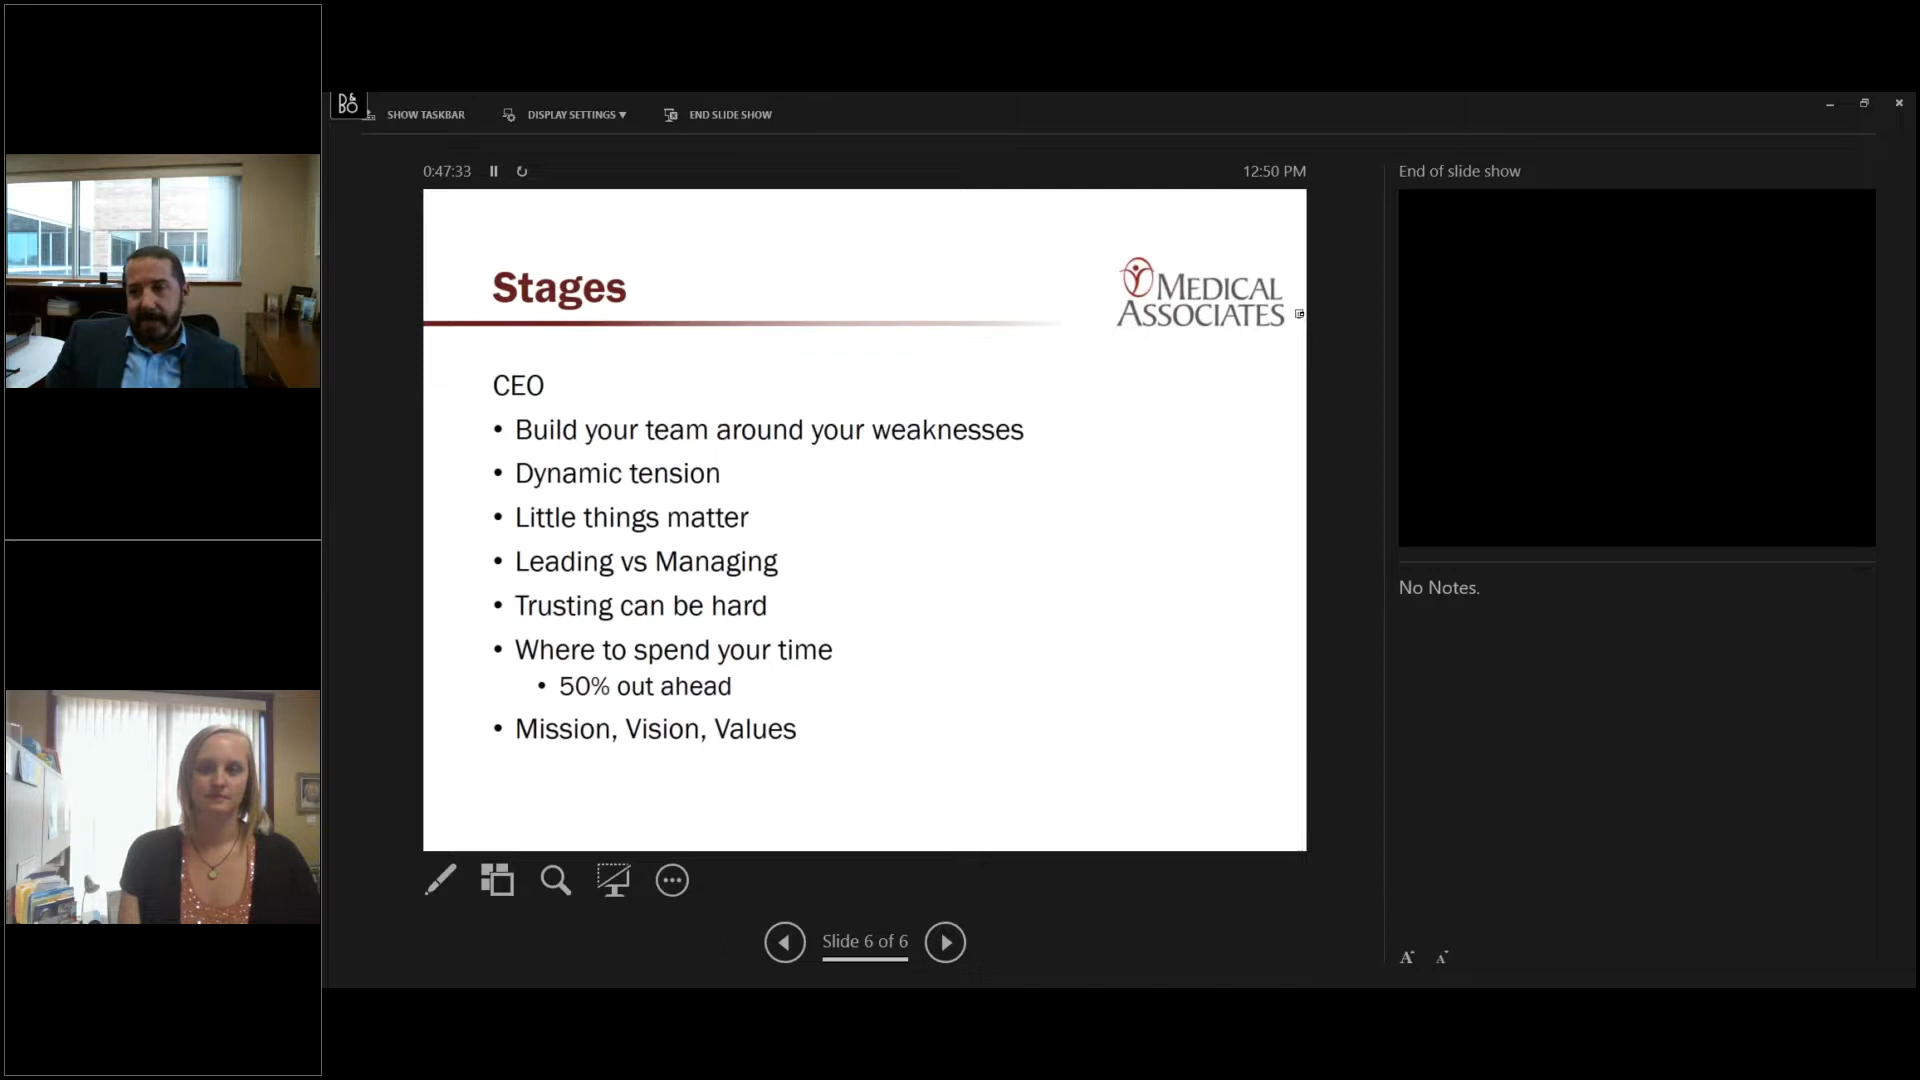 D&
BO
SHOW TASKBAR
DISPLAY SETTINGS ▾
END SLIDE SHOW
0:47:33
12:50 PM
End of slide show
Stages
MEDICAL
ASSOCIATES
CEO
• Build your team around your weaknesses
• Dynamic tension
• Little things matter
• Leading vs Managing
• Trusting can be hard
• Where to spend your time
• 50% out ahead
• Mission, Vision, Values
No Notes.
Slide 6 of 6
A A